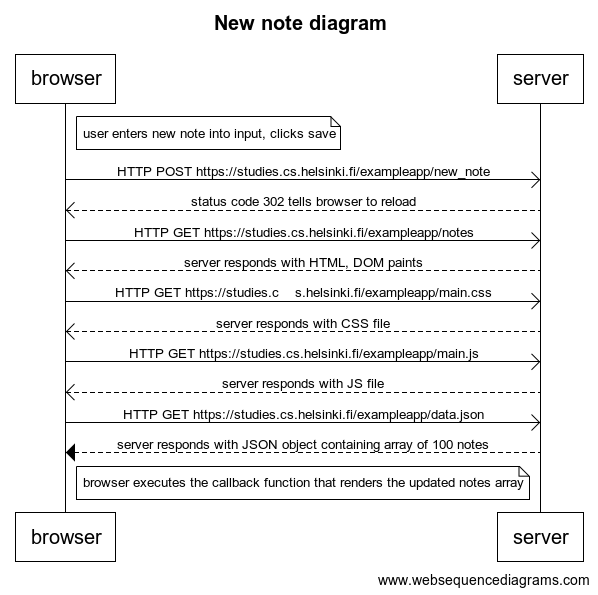 New note diagram
browser server
user enters new note into input, clicks save
HTTP POST https://studies.cs.helsinki.fi/exampleapp/new_note
status code 302 tells browser to reload
HTTP GET https://studies.cs.helsinki.fi/exampleapp/notes
server responds with HTML, DOM paints
HTTP GET https://studies.c s.helsinki.fi/exampleapp/main.css
server responds with CSS file
HTTP GET https://studies.cs.helsinki.fi/exampleapp/main.js
server responds with JS file
HTTP GET https://studies.cs.helsinki.fi/exampleapp/data.json
server responds with JSON object containing array of 100 notes
browser executes the callback function that renders the updated notes array
browser server
www.websequencediagrams.com